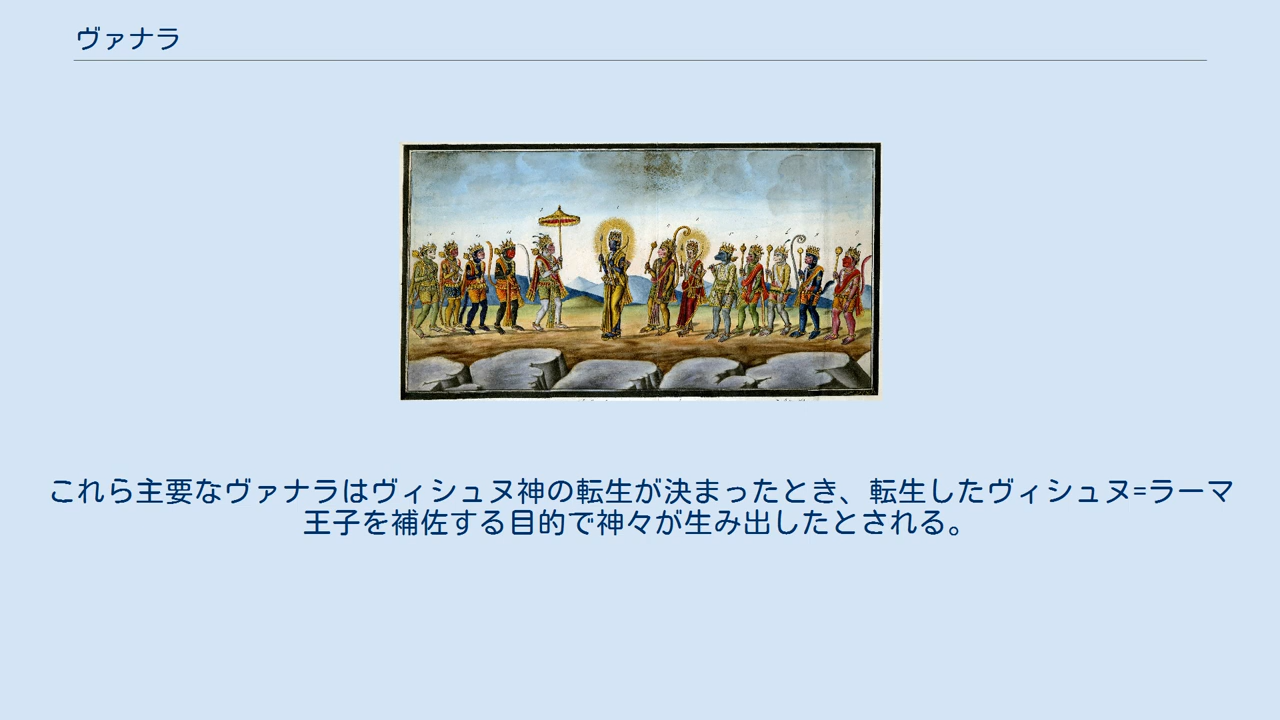 ヴァナラ
これら主要なヴァナラはヴィシュヌ神の転生が決まったとき、転生したヴィシュヌ=ラーマ
王子を補佐する目的で神々が生み出したとされる。